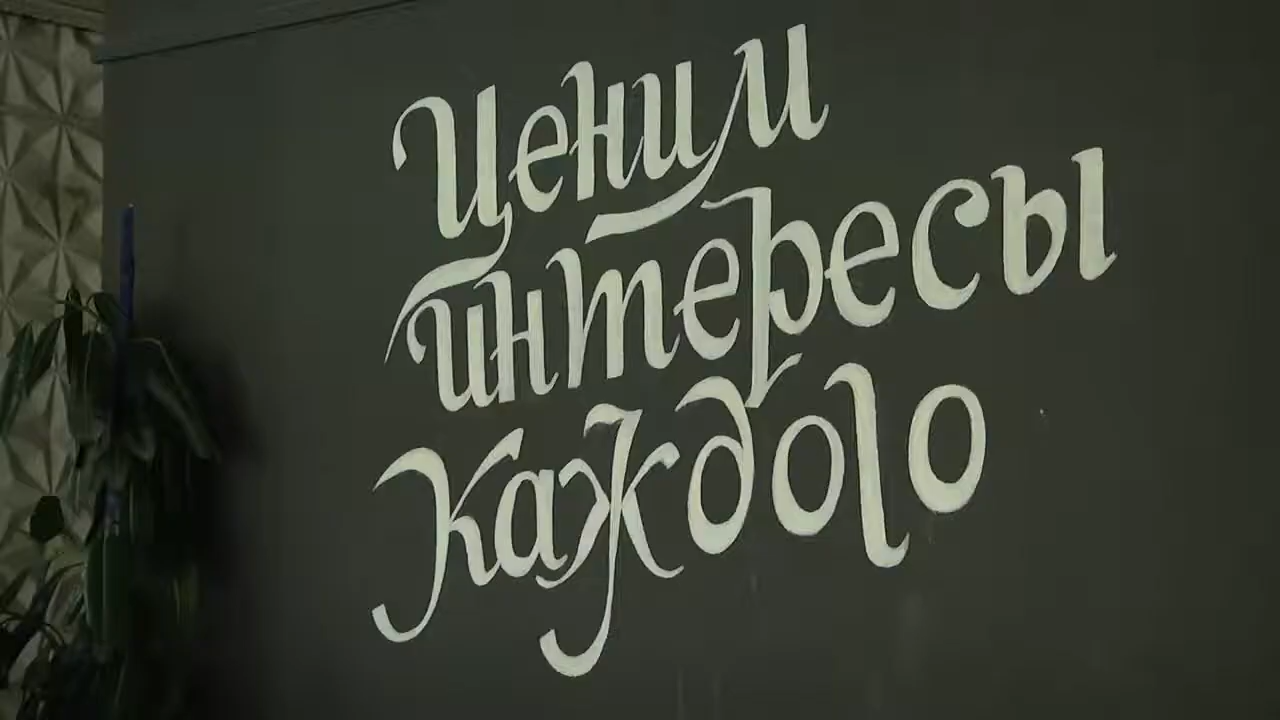 Ценим
интересы
каждого